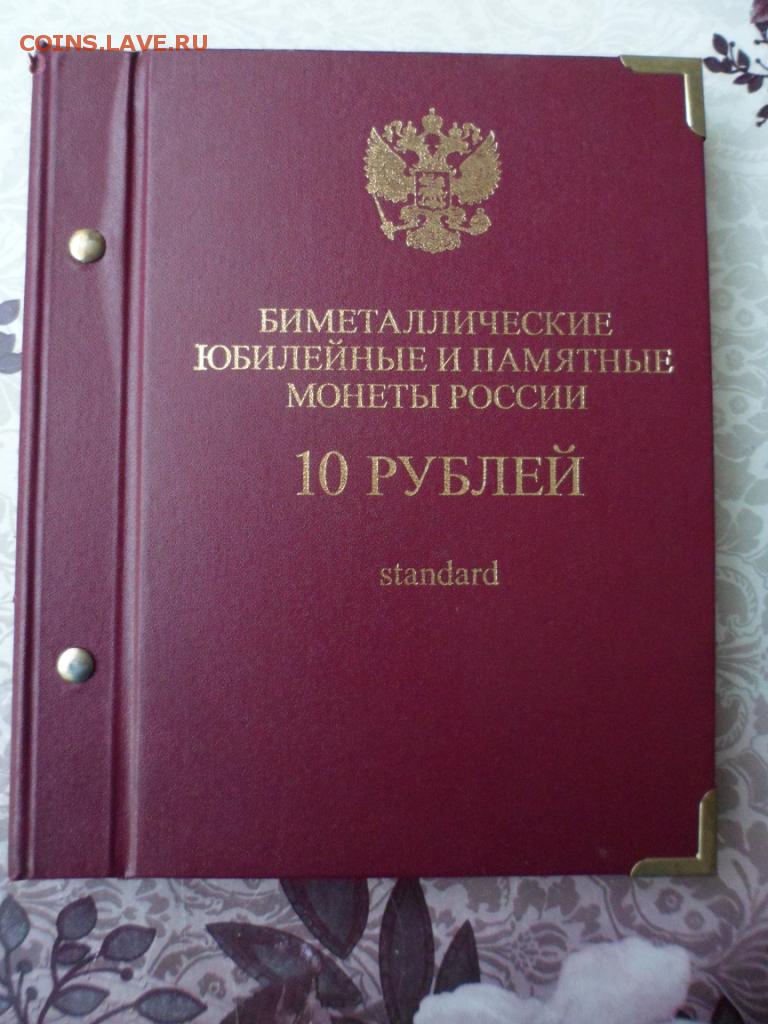 COINS.LAVE.RU
БИМЕТАЛЛИЧЕСКИЕ
ЮБИЛЕЙНЫЕ И ПАМЯТНЫЕ
МОНЕТЫ РОССИИ
10 РУБЛЕЙ
standard